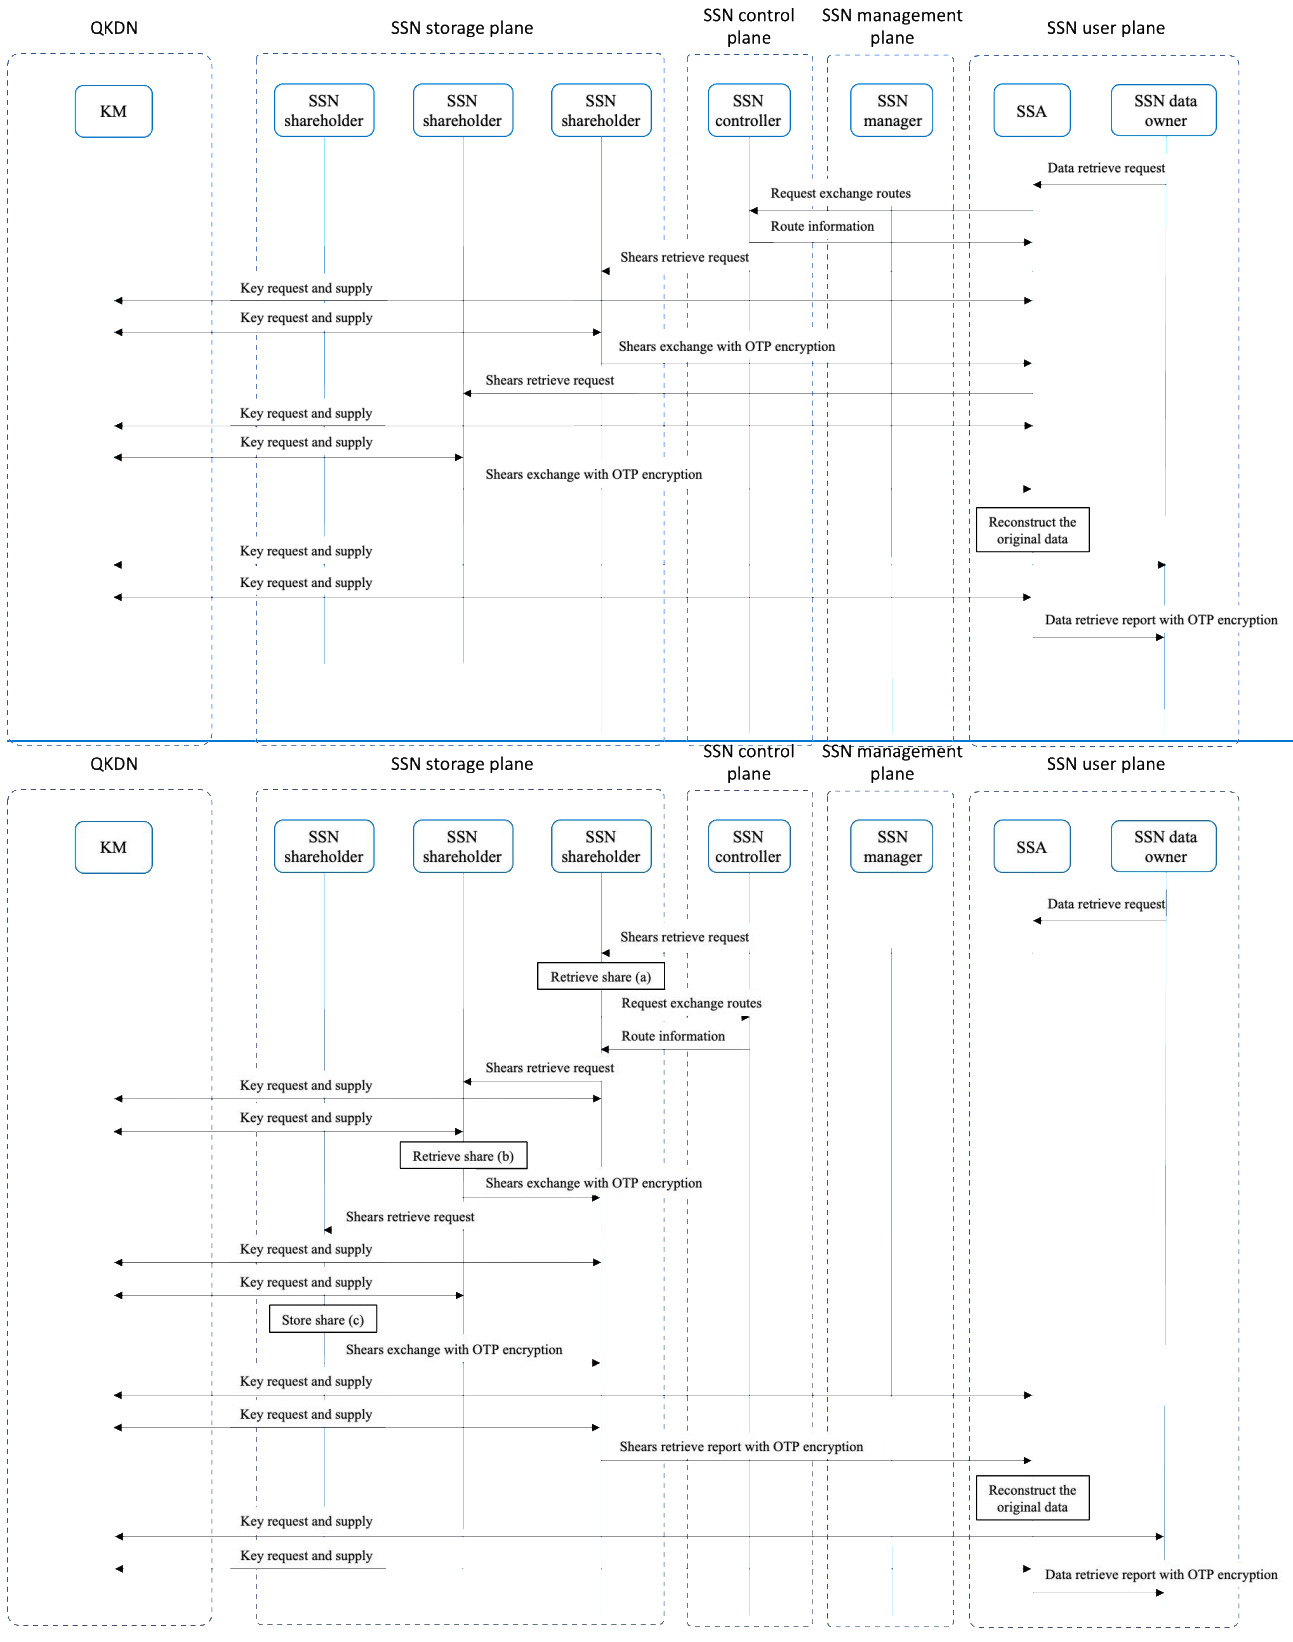 QKDN
SSN storage plane
SSN control
plane
SSN management
plane
SSN user plane
KM
SSN
shareholder
SSN
shareholder
SSN
shareholder
SSN
controller
SSN
manager
SSA
SSN data
owner
Data retrieve request
Request exchange routes
Route information
Shears retrieve request
Key request and supply
Key request and supply
Shears exchange with OTP encryption
Shears retrieve request
Key request and supply
Key request and supply
Shears exchange with OTP encryption
Reconstruct the
original data
Key request and supply
Key request and supply
Data retrieve report with OTP encryption
QKDN
SSN storage plane
SSN control
plane
SSN management
plane
SSN user plane
KM
SSN
shareholder
SSN
shareholder
SSN
shareholder
SSN
controller
SSN
manager
SSA
SSN data
owner
Data retrieve request
Shears retrieve request
Retrieve share (a)
Request exchange routes
Route information
Shears retrieve request
Key request and supply
Key request and supply
Retrieve share (b)
Shears exchange with OTP encryption
Shears retrieve request
Key request and supply
Key request and supply
Store share (c)
Shears exchange with OTP encryption
Key request and supply
Key request and supply
Shears retrieve report with OTP encryption
Reconstruct the
original data
Key request and supply
Key request and supply
Data retrieve report with OTP encryption